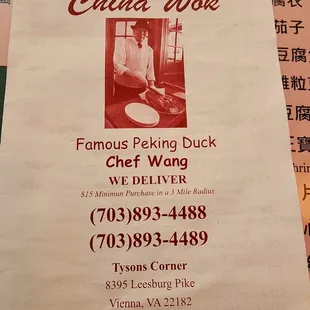 China Wok
Famous Peking Duck
Chef Wang
WE DELIVER
$15 Minimun Purchase in a 3 Mile Radius
(703)893-4488
(703)893-4489
Tysons Corner
8395 Leesburg Pike
Vienna, VA 22182
茄子
豆腐
豆腐